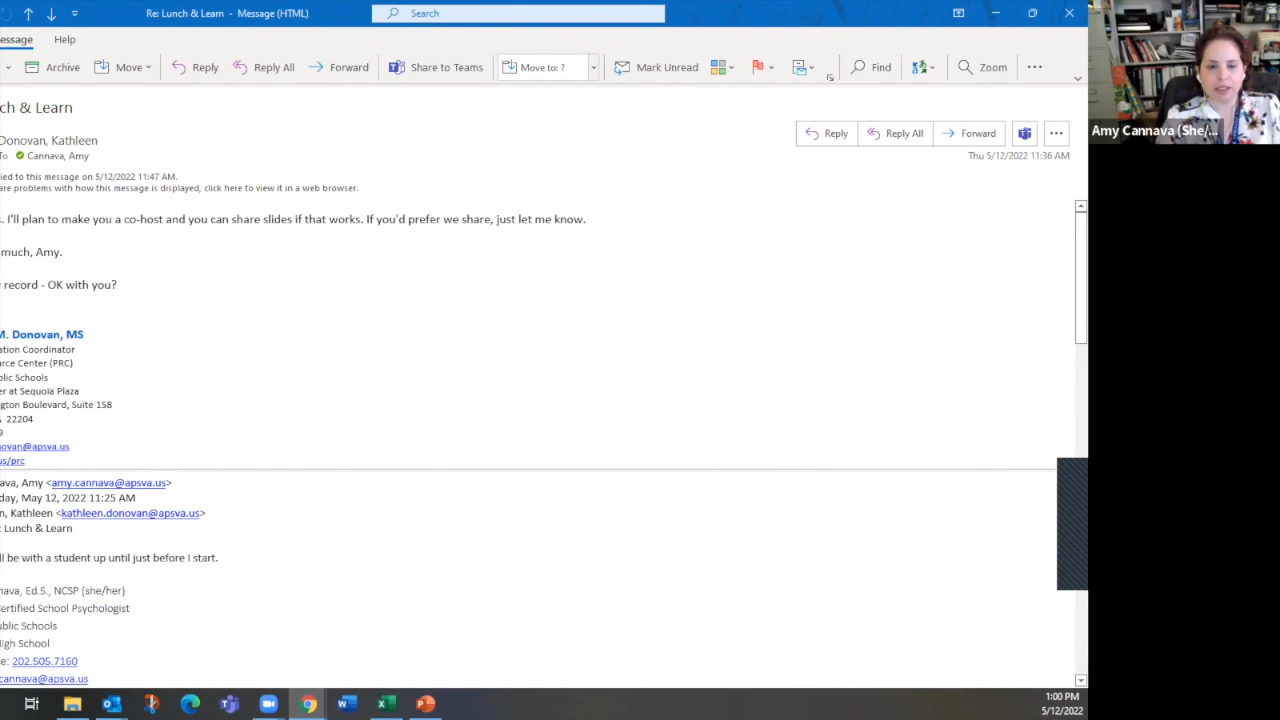 Re: Lunch & Learn - Message (HTML)
Search
essage
Help
Archive
Move
Reply
Reply All
Forward
Share to Teams
Move to: ?
Mark Unread
Find
Zoom
ch & Learn
Donovan, Kathleen
To Cannava, Amy
Reply
Reply All
Forward
Thu 5/12/2022 11:36 AM
ied to this message on 5/12/2022 11:47 AM.
are problems with how this message is displayed, click here to view it in a web browser.
. I'll plan to make you a co-host and you can share slides if that works. If you'd prefer we share, just let me know.
much, Amy.
record - OK with you?
M. Donovan, MS
ation Coordinator
rce Center (PRC)
blic Schools
er at Sequoia Plaza
gton Boulevard, Suite 158
22204
9
novan@apsva.us
us/prc
ava, Amy <amy.cannava@apsva.us>
day, May 12, 2022 11:25 AM
n, Kathleen <kathleen.donovan@apsva.us>
: Lunch & Learn
ll be with a student up until just before I start.
nava, Ed.S., NCSP (she/her)
Certified School Psychologist
ublic Schools
High School
e: 202.505.7160
cannava@apsva.us
1:00 PM
5/12/2022
Amy Cannava (She/...